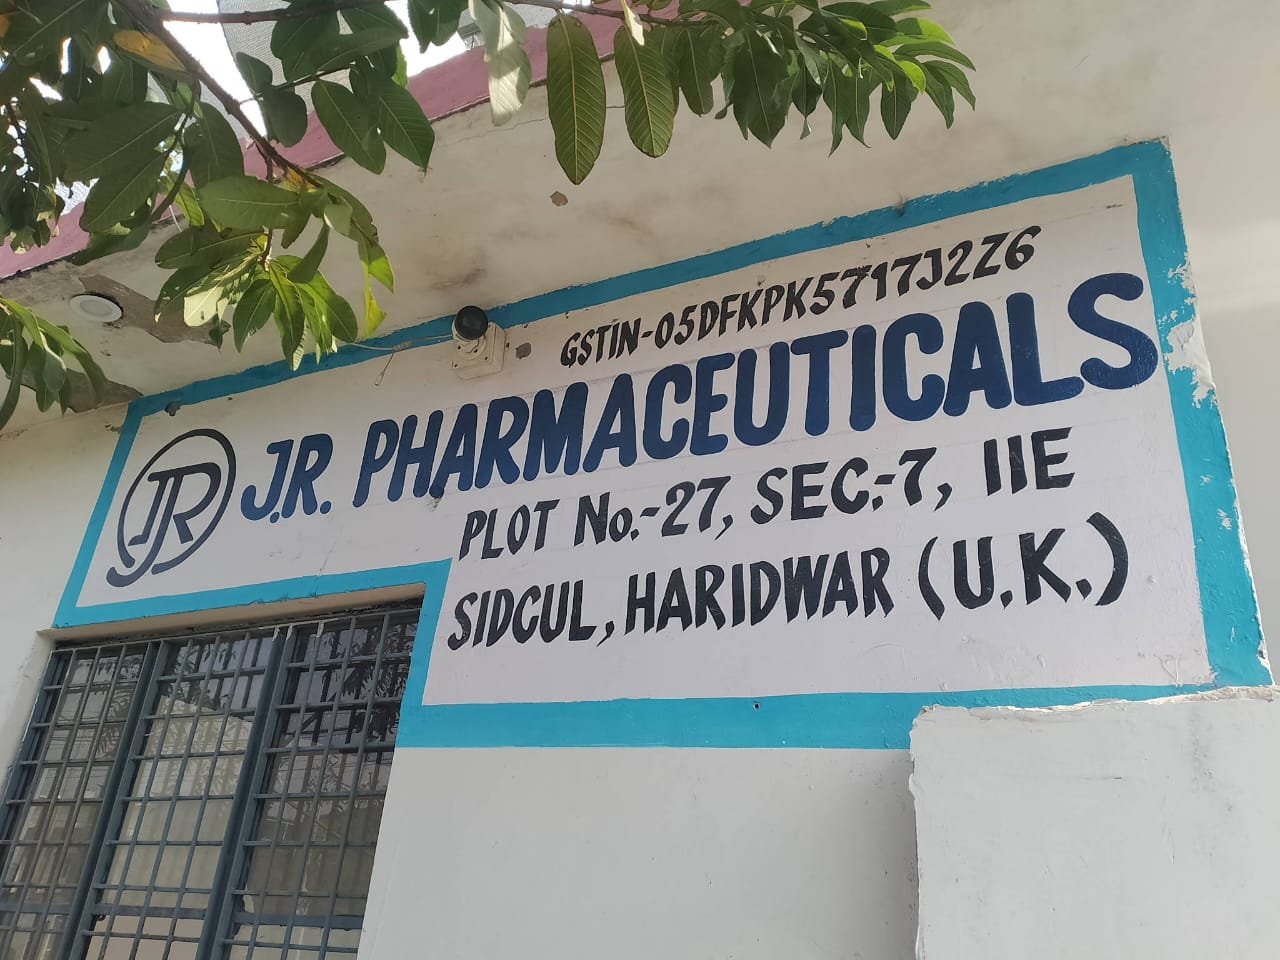 GSTIN-05DFKPK5717J2Z6
JR J.R. PHARMACEUTICALS
PLOT No.-27, SEC.-7, IIE
SIDCUL, HARIDWAR (U.K.)